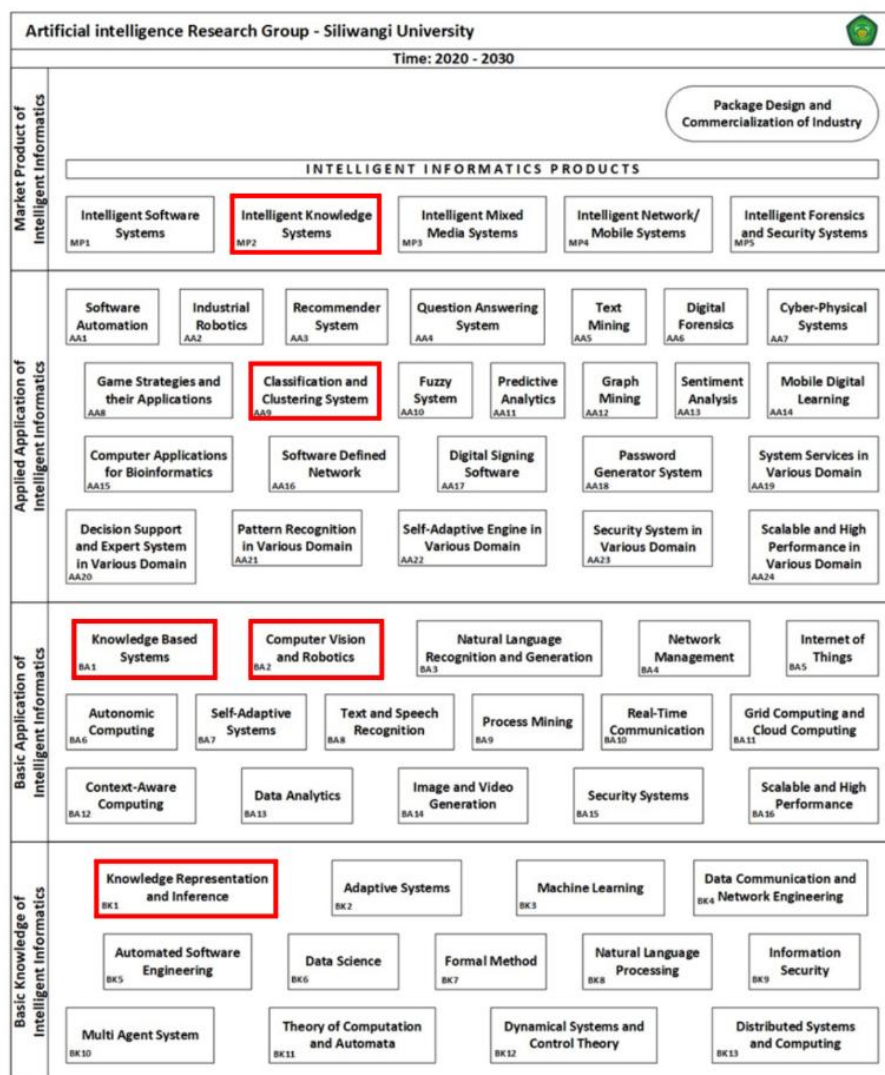 Artificial intelligence Research Group - Siliwangi University
Time: 2020 - 2030
Market Product of
Intelligent Informatics
Package Design and
Commercialization of Industry
INTELLIGENT INFORMATICS PRODUCTS
Intelligent Software
Systems
MP1
Intelligent Knowledge
Systems
MP2
Intelligent Mixed
Media Systems
MP3
Intelligent Network/
Mobile Systems
MP4
Intelligent Forensics
and Security Systems
MP5
Applied Application of
Intelligent Informatics
Software
Automation
AA1
Industrial
Robotics
AA2
Recommender
System
AA3
Question Answering
System
AA4
Text
Mining
AA5
Digital
Forensics
AA6
Cyber-Physical
Systems
AA7
Game Strategies and
their Applications
AA8
Classification and
Clustering System
AA9
Fuzzy
System
AA10
Predictive
Analytics
AA11
Graph
Mining
AA12
Sentiment
Analysis
AA13
Mobile Digital
Learning
AA14
Computer Applications
for Bioinformatics
AA15
Software Defined
Network
AA16
Digital Signing
Software
AA17
Password
Generator System
AA18
System Services in
Various Domain
AA19
Decision Support
and Expert System
in Various Domain
AA20
Pattern Recognition
in Various Domain
AA21
Self-Adaptive Engine in
Various Domain
AA22
Security System in
Various Domain
AA23
Scalable and High
Performance in
Various Domain
AA24
Basic Application of
Intelligent Informatics
Knowledge Based
Systems
BA1
Computer Vision
and Robotics
BA2
Natural Language
Recognition and Generation
BA3
Network
Management
BA4
Internet of
Things
BA5
Autonomic
Computing
BA6
Self-Adaptive
Systems
BA7
Text and Speech
Recognition
BA8
Process Mining
BA9
Real-Time
Communication
BA10
Grid Computing and
Cloud Computing
BA11
Context-Aware
Computing
BA12
Data Analytics
BA13
Image and Video
Generation
BA14
Security Systems
BA15
Scalable and High
Performance
BA16
Basic Knowledge of
Intelligent Informatics
Knowledge Representation
and Inference
BK1
Adaptive Systems
BK2
Machine Learning
BK3
Data Communication and
Network Engineering
BK4
Automated Software
Engineering
BK5
Data Science
BK6
Formal Method
BK7
Natural Language
Processing
BK8
Information
Security
BK9
Multi Agent System
BK10
Theory of Computation
and Automata
BK11
Dynamical Systems and
Control Theory
BK12
Distributed Systems
and Computing
BK13